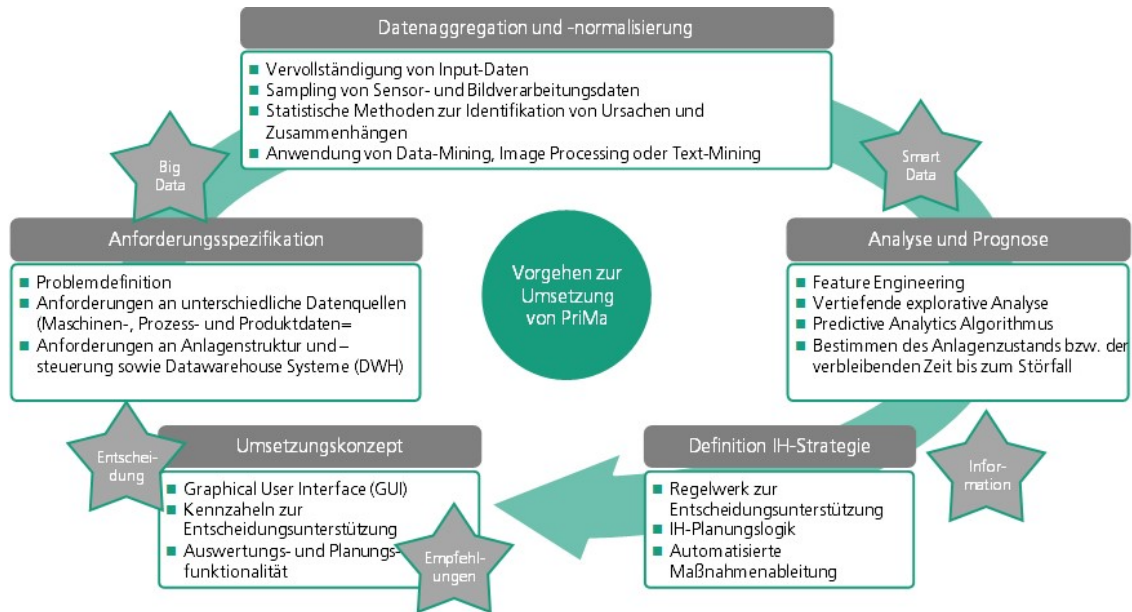 Datenaggregation und -normalisierung
Vervollständigung von Input-Daten
Sampling von Sensor- und Bildverarbeitungsdaten
Statistische Methoden zur Identifikation von Ursachen und
Zusammenhängen
Anwendung von Data-Mining, Image Processing oder Text-Mining
Big
Data
Smart
Data
Anforderungsspezifikation
Problemdefinition
Anforderungen an unterschiedliche Datenquellen
(Maschinen-, Prozess- und Produktdaten=
Anforderungen an Anlagenstruktur und –
steuerung sowie Datawarehouse Systeme (DWH)
Vorgehen zur
Umsetzung
von PriMa
Analyse und Prognose
Feature Engineering
Vertiefende explorative Analyse
Predictive Analytics Algorithmus
Bestimmen des Anlagenzustands bzw. der
verbleibenden Zeit bis zum Störfall
Entschei-
dung
Umsetzungskonzept
Graphical User Interface (GUI)
Kennzaheln zur
Entscheidungsunterstützung
Auswertungs- und Planungs-
funktionalität
Empfehl-
ungen
Definition IH-Strategie
Regelwerk zur
Entscheidungsunterstützung
IH-Planungslogik
Automatisierte
Maßnahmenableitung
Infor-
mation